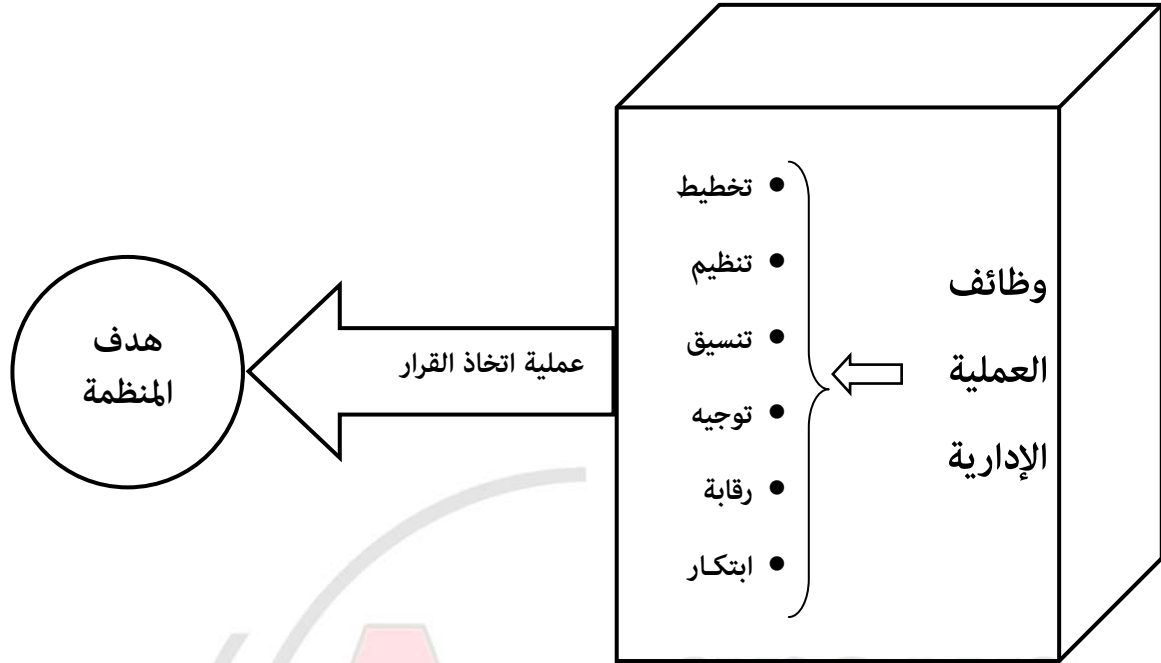 وظائف
العملية
الإدارية
• تخطيط
• تنظيم
• تنسيق
• توجيه
• رقابة
• ابتكار
عملية اتخاذ القرار
هدف
المنظمة